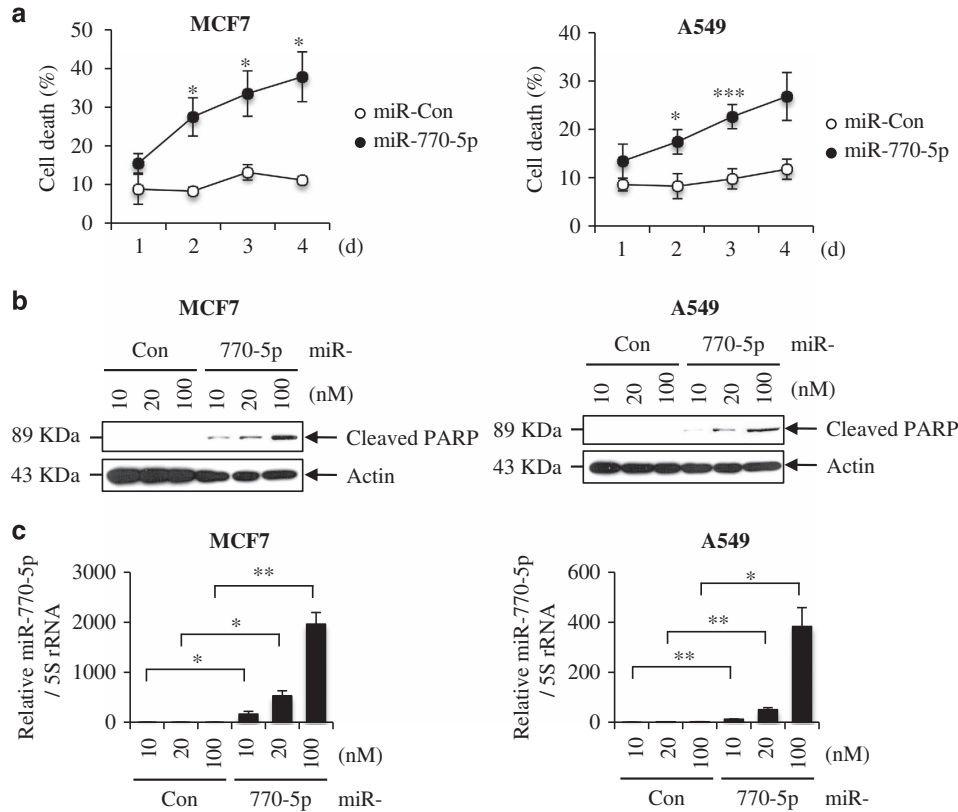 a
MCF7
Cell death (%)
50
40
30
20
10
0
*
*
*
1 2 3 4 (d)
miR-Con
miR-770-5p
A549
Cell death (%)
40
30
20
10
0
*
***
1 2 3 4 (d)
miR-Con
miR-770-5p
b
MCF7
Con 770-5p miR-
10 20 100 10 20 100 (nM)
89 KDa Cleaved PARP
43 KDa Actin
A549
Con 770-5p miR-
10 20 100 10 20 100 (nM)
89 KDa Cleaved PARP
43 KDa Actin
c
MCF7
Relative miR-770-5p
/ 5S rRNA
3000
2000
1000
0
**
*
*
10 20 100 10 20 100 (nM)
Con 770-5p miR-
A549
Relative miR-770-5p
/ 5S rRNA
600
400
200
0
*
**
**
10 20 100 10 20 100 (nM)
Con 770-5p miR-